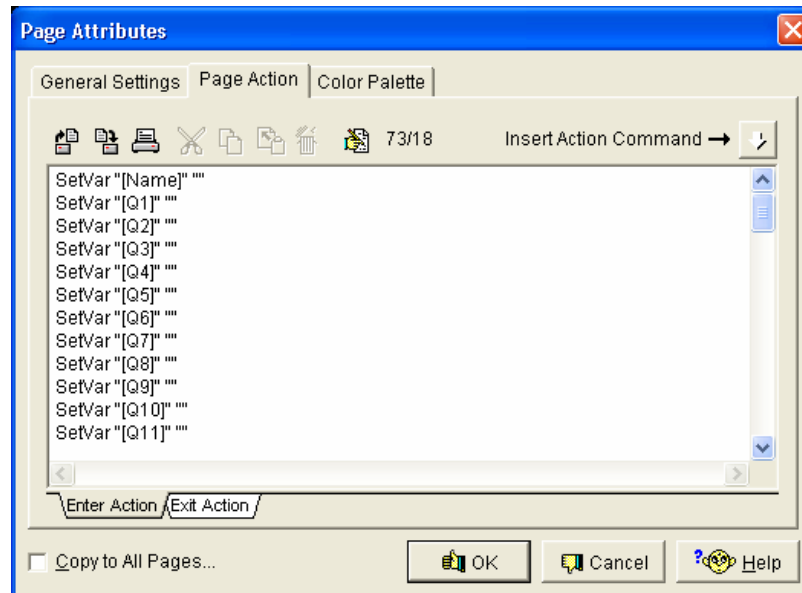 Page Attributes
General Settings Page Action Color Palette
73/18 Insert Action Command
SetVar "[Name]" ""
SetVar "[Q1]" ""
SetVar "[Q2]" ""
SetVar "[Q3]" ""
SetVar "[Q4]" ""
SetVar "[Q5]" ""
SetVar "[Q6]" ""
SetVar "[Q7]" ""
SetVar "[Q8]" ""
SetVar "[Q9]" ""
SetVar "[Q10]" ""
SetVar "[Q11]" ""
Enter Action Exit Action
Copy to All Pages... OK Cancel Help